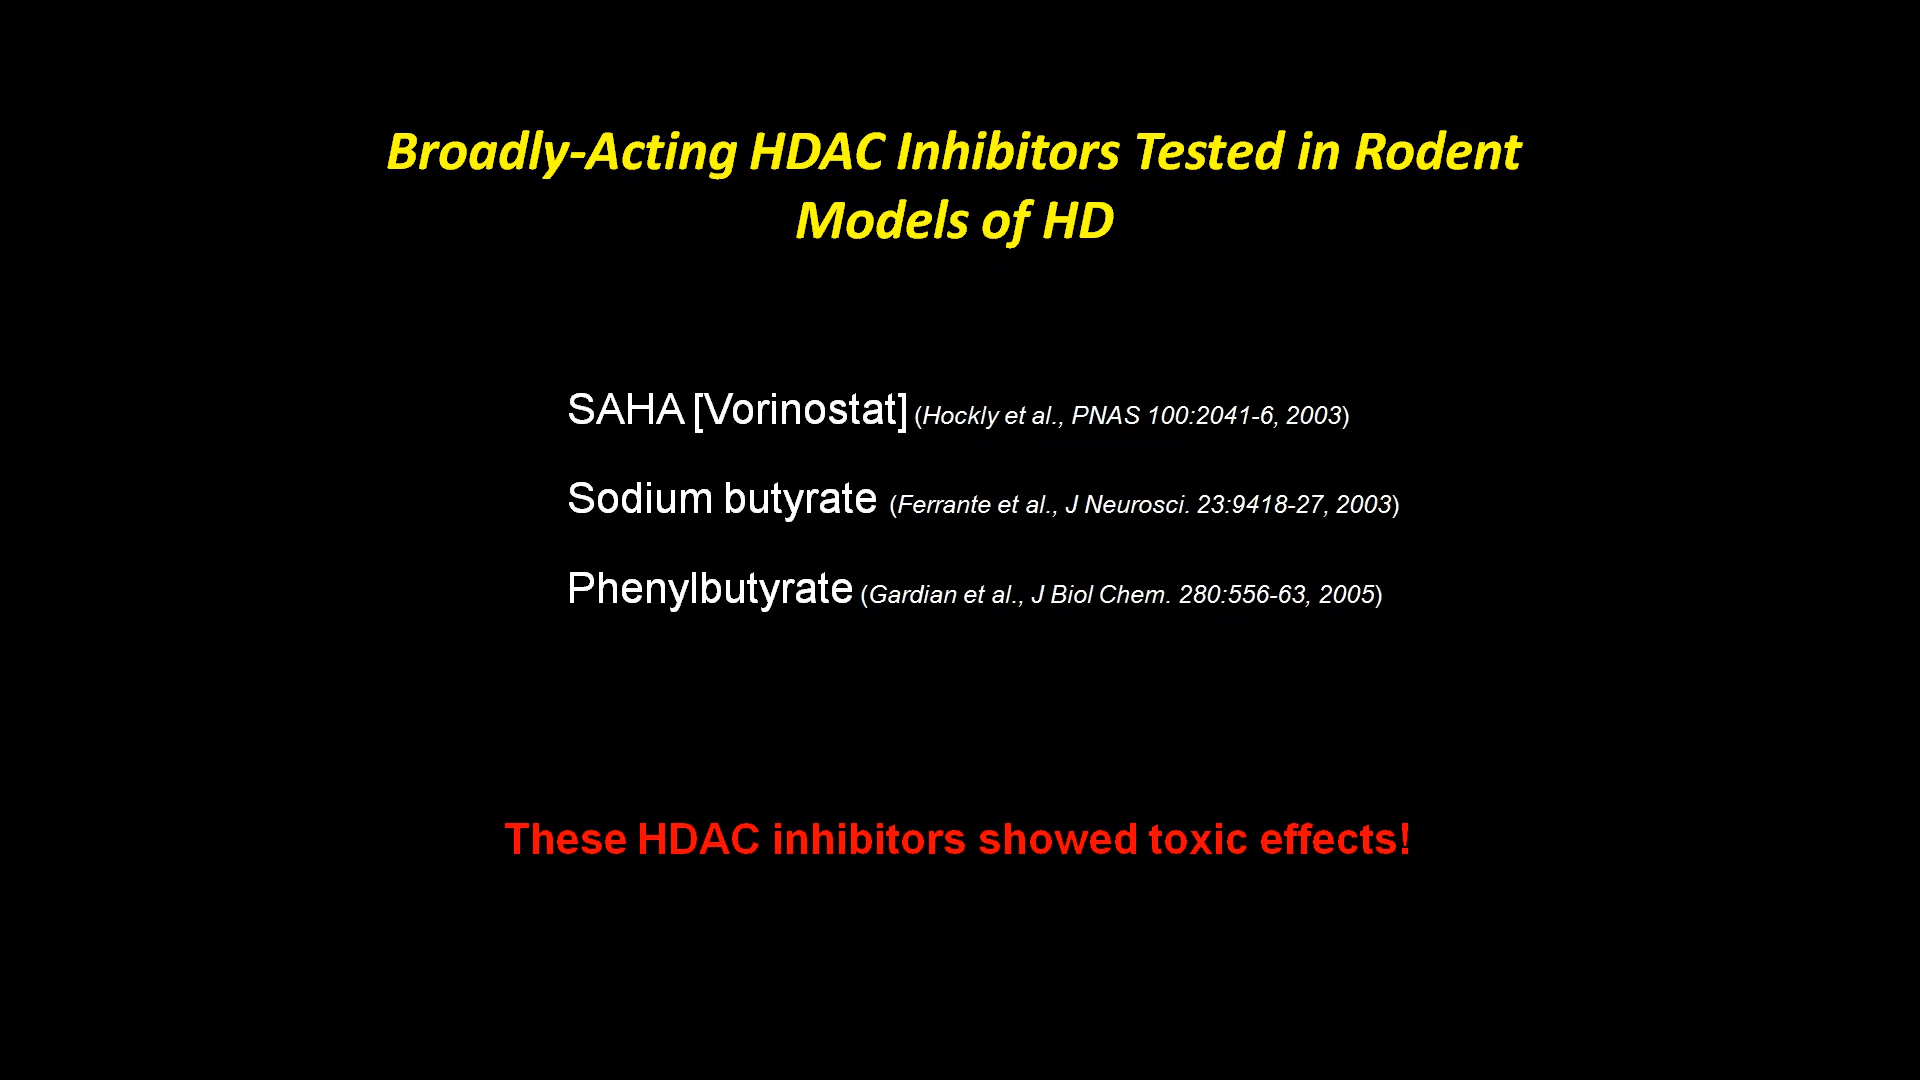 Broadly-Acting HDAC Inhibitors Tested in Rodent
Models of HD
SAHA [Vorinostat] (Hockly et al., PNAS 100:2041-6, 2003)
Sodium butyrate (Ferrante et al., J Neurosci. 23:9418-27, 2003)
Phenylbutyrate (Gardian et al., J Biol Chem. 280:556-63, 2005)
These HDAC inhibitors showed toxic effects!